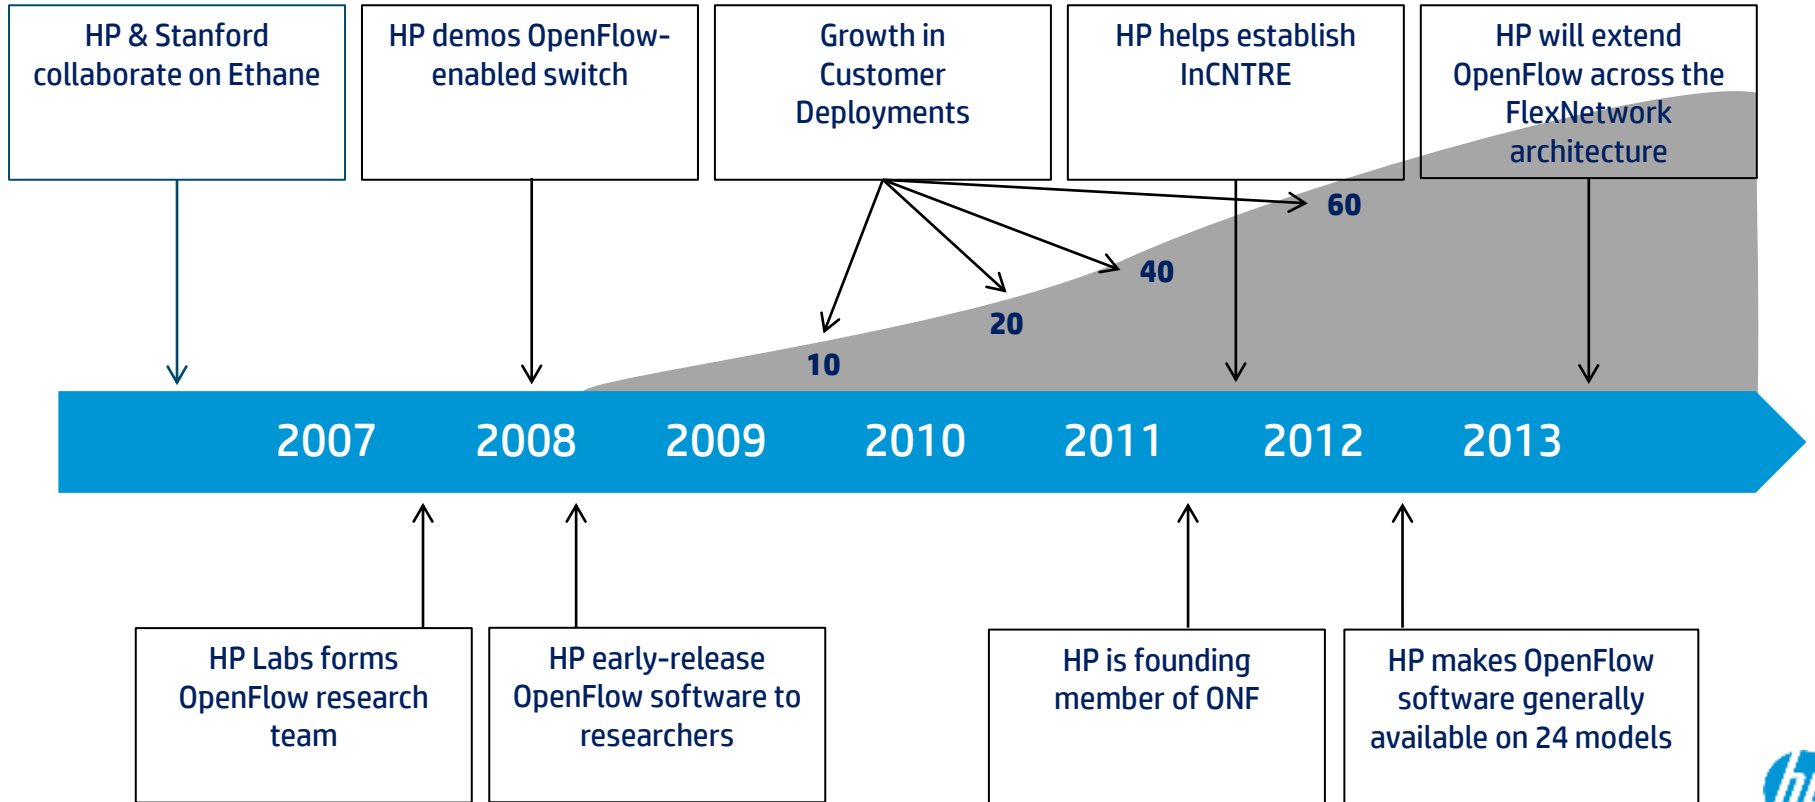 HP & Stanford
collaborate on Ethane
HP demos OpenFlow-
enabled switch
Growth in
Customer
Deployments
HP helps establish
InCNTRE
HP will extend
OpenFlow across the
FlexNetwork
architecture
60
40
20
10
2007
2008
2009
2010
2011
2012
2013
HP Labs forms
OpenFlow research
team
HP early-release
OpenFlow software to
researchers
HP is founding
member of ONF
HP makes OpenFlow
software generally
available on 24 models
hp